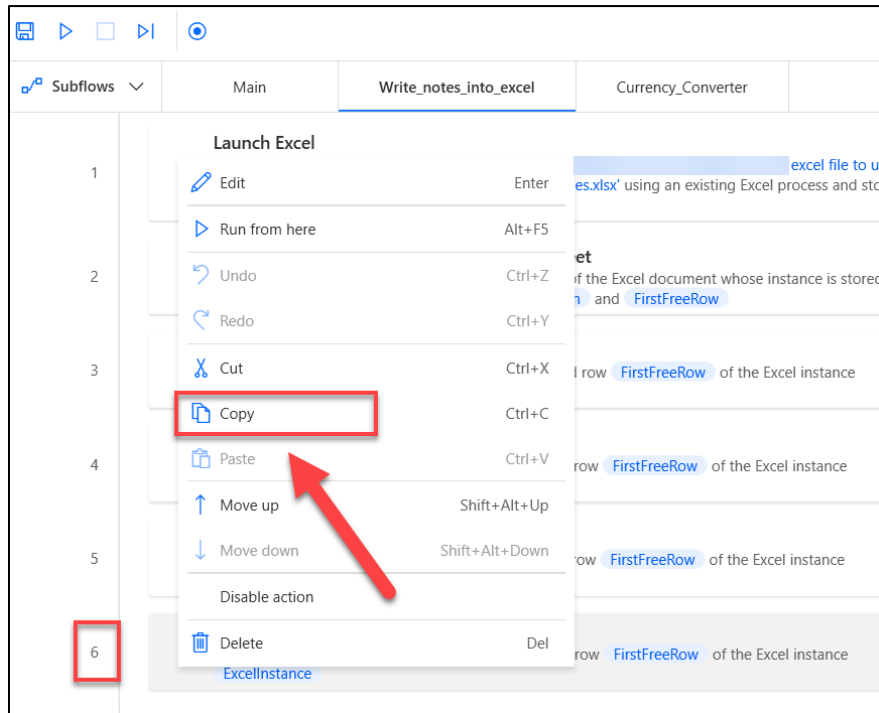 Subflows
Main
Write_notes_into_excel
Currency_Converter
Launch Excel
1
excel file to u
Edit Enter
es.xlsx' using an existing Excel process and sto
Run from here Alt+F5
et
2
Undo Ctrl+Z
of the Excel document whose instance is stored
n and FirstFreeRow
Redo Ctrl+Y
3
Cut Ctrl+X
row FirstFreeRow of the Excel instance
Copy Ctrl+C
4
Paste Ctrl+V
row FirstFreeRow of the Excel instance
Move up Shift+Alt+Up
5
Move down Shift+Alt+Down
row FirstFreeRow of the Excel instance
Disable action
6
Delete Del
row FirstFreeRow of the Excel instance
ExcelInstance